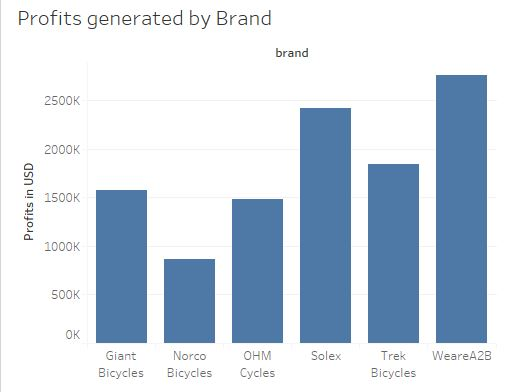 Profits generated by Brand
brand
Profits in USD
2500K
2000K
1500K
1000K
500K
0K
Giant Bicycles
Norco Bicycles
OHM Cycles
Solex
Trek Bicycles
WeareA2B